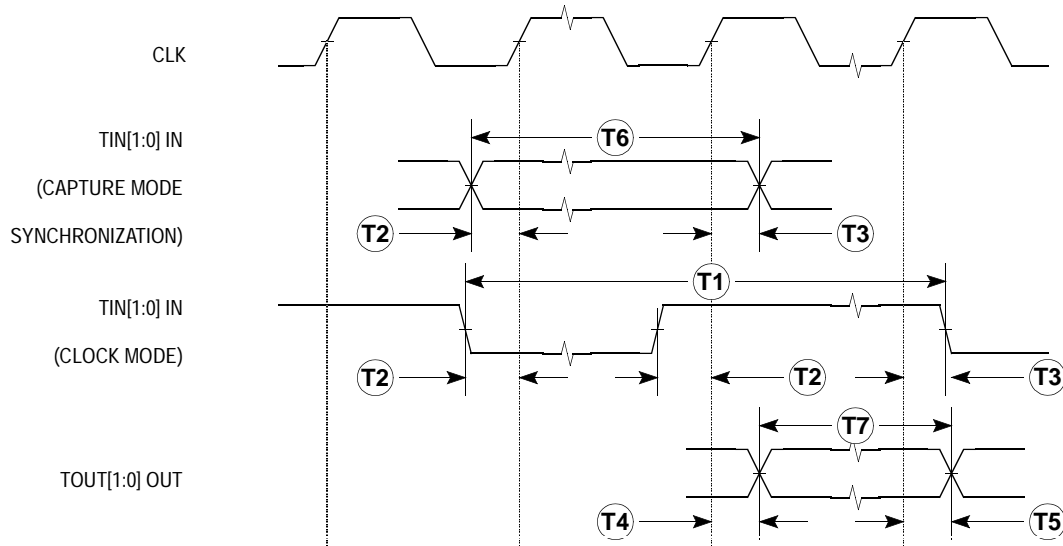 CLK
TIN[1:0] IN
T6
(CAPTURE MODE
SYNCHRONIZATION)
T2
T3
T1
TIN[1:0] IN
(CLOCK MODE)
T2
T2
T3
T7
TOUT[1:0] OUT
T4
T5